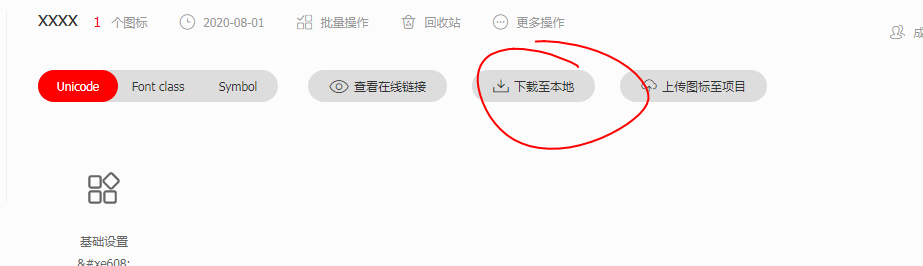 XXXX 1 个图标 2020-08-01 批量操作 回收站 更多操作
成
Unicode Font class Symbol 查看在线链接 下载至本地 上传图标至项目
基础设置
&#xe608;